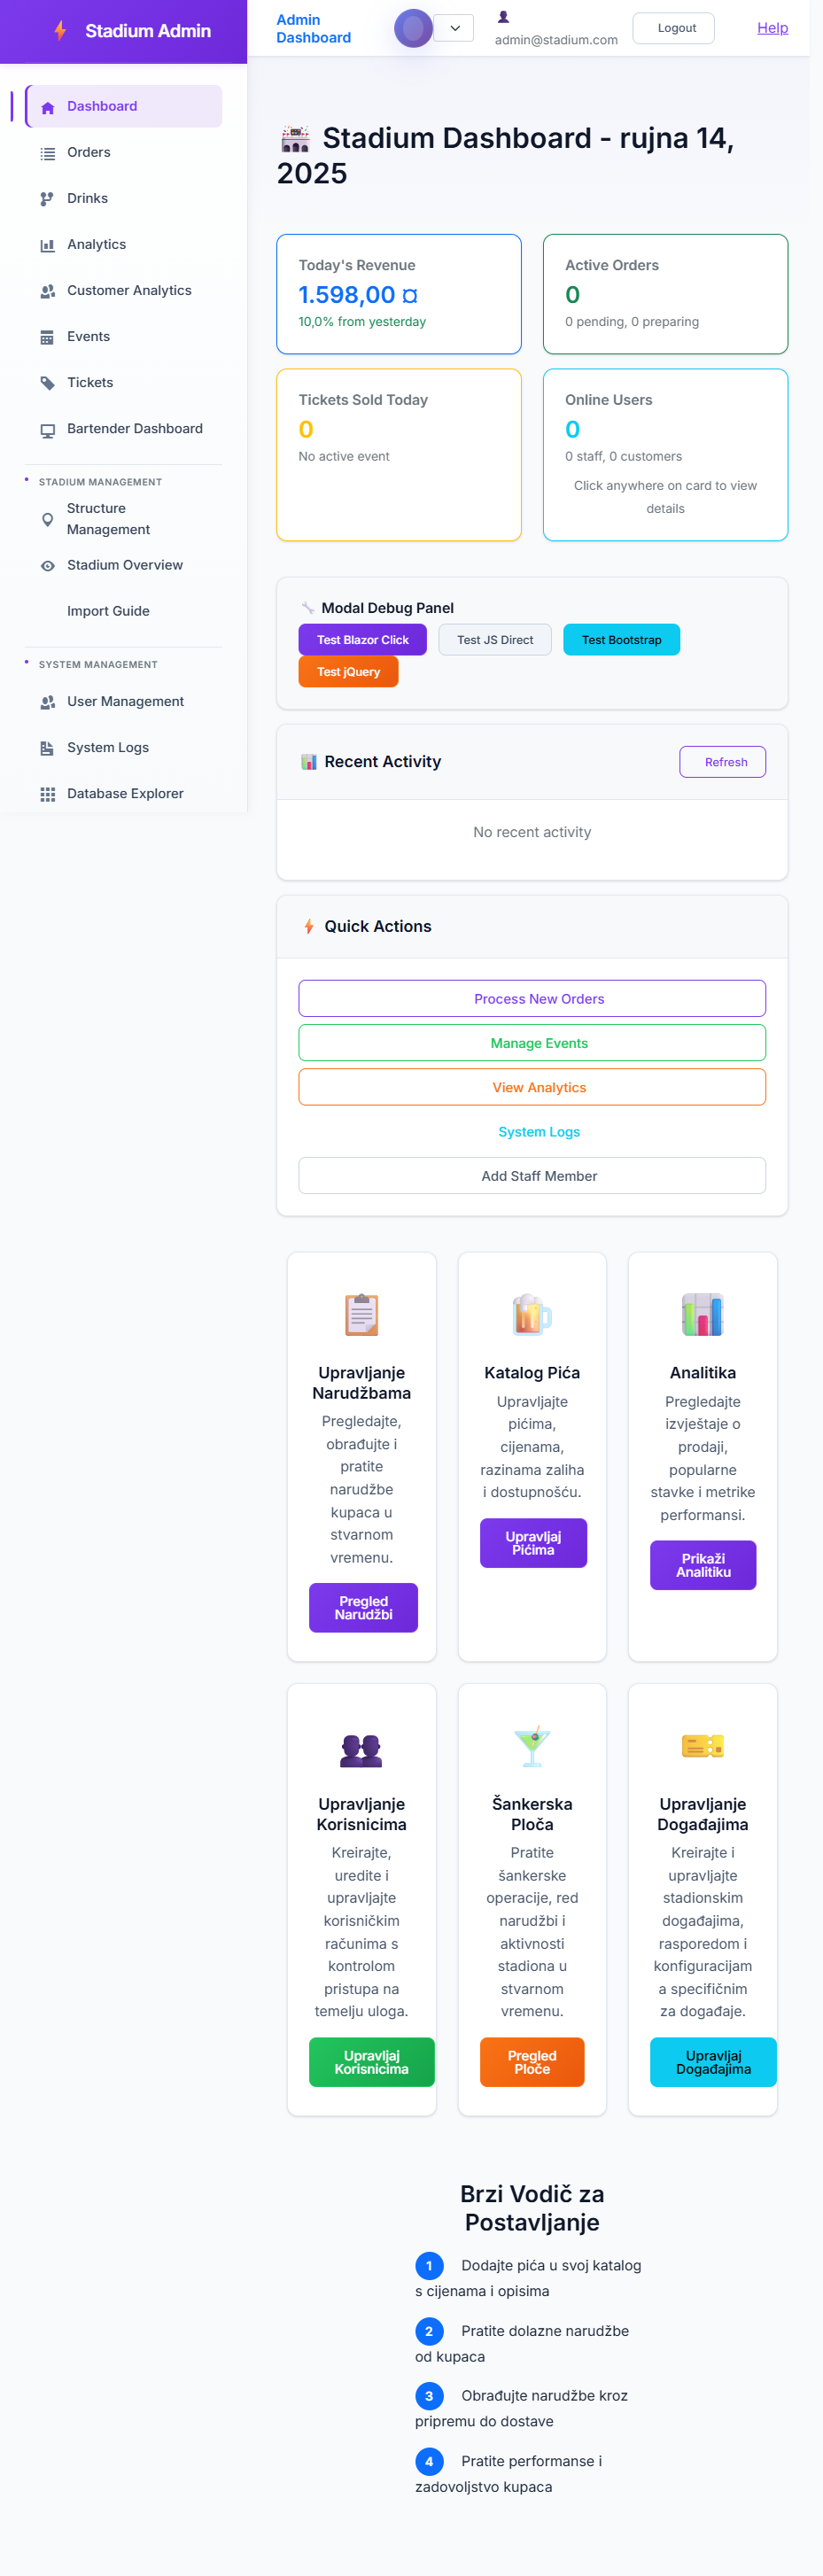 Stadium Admin
Dashboard
Orders
Drinks
Analytics
Customer Analytics
Events
Tickets
Bartender Dashboard
STADIUM MANAGEMENT
Structure
Management
Stadium Overview
Import Guide
SYSTEM MANAGEMENT
User Management
System Logs
Database Explorer
Admin
Dashboard
admin@stadium.com
Logout
Help
Stadium Dashboard - rujna 14,
2025
Today's Revenue
1.598,00 ¤
10,0% from yesterday
Active Orders
0
0 pending, 0 preparing
Tickets Sold Today
0
No active event
Online Users
0
0 staff, 0 customers
Click anywhere on card to view
details
Modal Debug Panel
Test Blazor Click
Test JS Direct
Test Bootstrap
Test jQuery
Recent Activity
Refresh
No recent activity
Quick Actions
Process New Orders
Manage Events
View Analytics
System Logs
Add Staff Member
Upravljanje
Narudžbama
Pregledajte,
obrađujte i
pratite
narudžbe
kupaca u
stvarnom
vremenu.
Pregled
Narudžbi
Katalog Pića
Upravljajte
pićima,
cijenama,
razinama zaliha
i dostupnošću.
Upravljaj
Pićima
Analitika
Pregledajte
izvještaje o
prodaji,
popularne
stavke i metrike
performansi.
Prikaži
Analitiku
Upravljanje
Korisnicima
Kreirajte,
uredite i
upravljajte
korisničkim
računima s
kontrolom
pristupa na
temelju uloga.
Upravljaj
Korisnicima
Šankerska
Ploča
Pratite
šankerske
operacije, red
narudžbi i
aktivnosti
stadiona u
stvarnom
vremenu.
Pregled
Ploče
Upravljanje
Događajima
Kreirajte i
upravljajte
stadionskim
događajima,
rasporedom i
konfiguracijam
a specifičnim
za događaje.
Upravljaj
Događajima
Brzi Vodič za
Postavljanje
1 Dodajte pića u svoj katalog
s cijenama i opisima
2 Pratite dolazne narudžbe
od kupaca
3 Obrađujte narudžbe kroz
pripremu do dostave
4 Pratite performanse i
zadovoljstvo kupaca